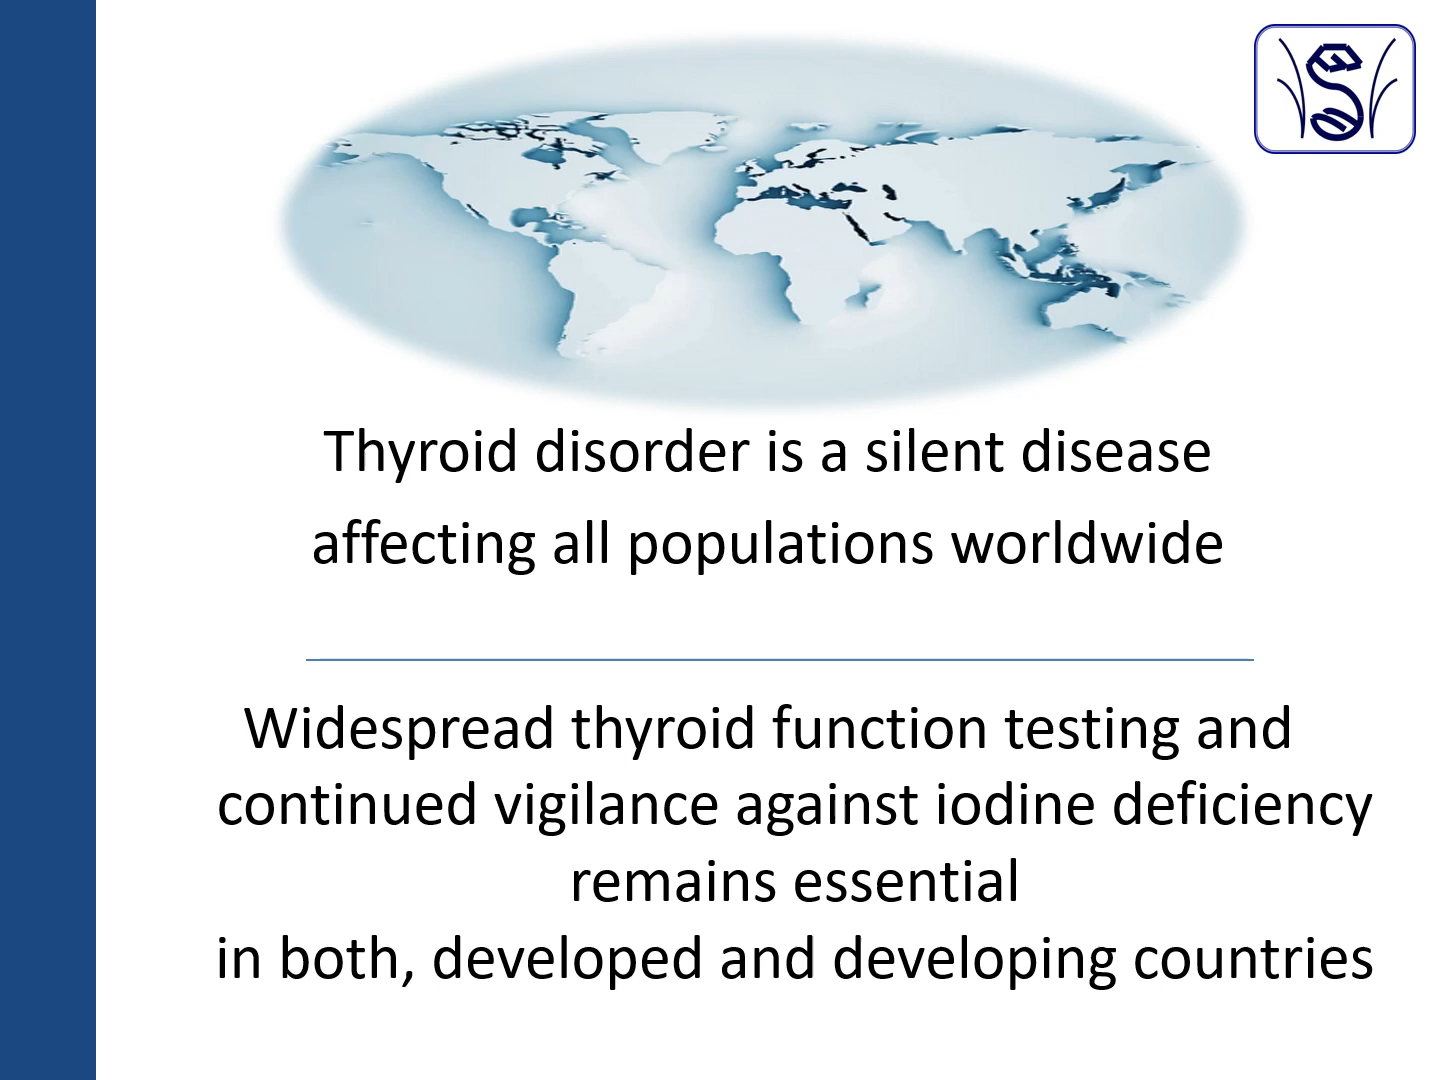 Thyroid disorder is a silent disease
affecting all populations worldwide
Widespread thyroid function testing and
continued vigilance against iodine deficiency
remains essential
in both, developed and developing countries